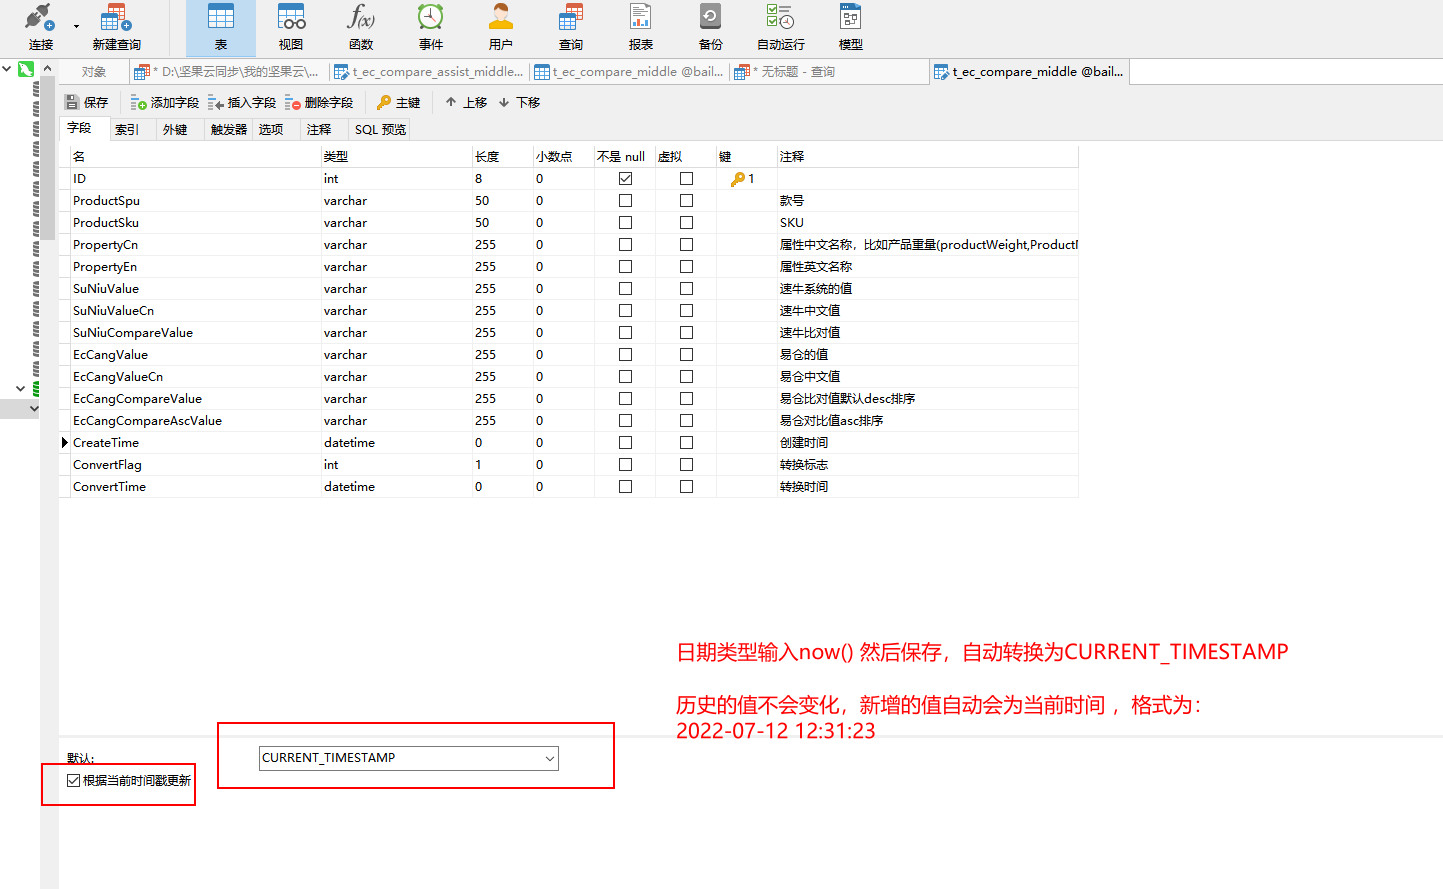 连接 新建查询 表 视图 函数 事件 用户 查询 报表 备份 自动运行 模型
对象 * D:\坚果云同步\我的坚果云\... t_ec_compare_assist_middle... t_ec_compare_middle @bail... * 无标题 - 查询 t_ec_compare_middle @bail...
保存 添加字段 插入字段 删除字段 主键 上移 下移
字段 索引 外键 触发器 选项 注释 SQL 预览
名 类型 长度 小数点 不是 null 虚拟 键 注释
ID int 8 0 1
ProductSpu varchar 50 0 款号
ProductSku varchar 50 0 SKU
PropertyCn varchar 255 0 属性中文名称，比如产品重量(productWeight,Product
PropertyEn varchar 255 0 属性英文名称
SuNiuValue varchar 255 0 速牛系统的值
SuNiuValueCn varchar 255 0 速牛中文值
SuNiuCompareValue varchar 255 0 速牛比对值
EcCangValue varchar 255 0 易仓的值
EcCangValueCn varchar 255 0 易仓中文值
EcCangCompareValue varchar 255 0 易仓比对值默认desc排序
EcCangCompareAscValue varchar 255 0 易仓对比值asc排序
CreateTime datetime 0 0 创建时间
ConvertFlag int 1 0 转换标志
ConvertTime datetime 0 0 转换时间
日期类型输入now() 然后保存，自动转换为CURRENT_TIMESTAMP
历史的值不会变化，新增的值自动会为当前时间 ，格式为：
2022-07-12 12:31:23
默认:
CURRENT_TIMESTAMP
根据当前时间戳更新